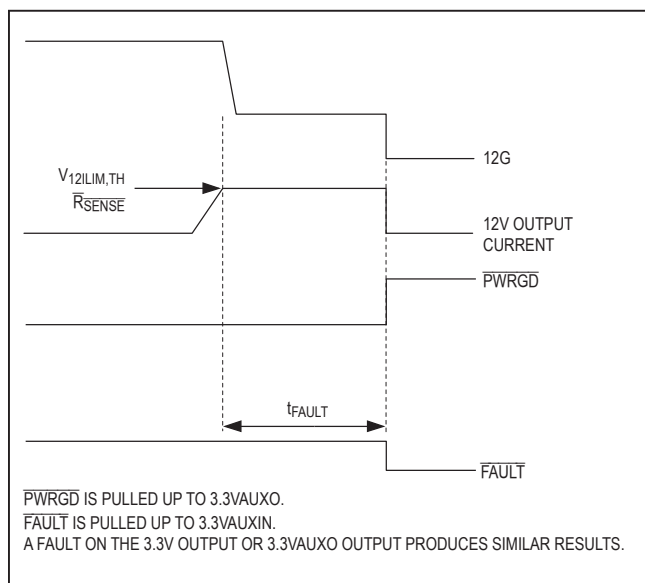 12G
V12ILIM,TH
RSENSE
12V OUTPUT
CURRENT
PWRGD
tFAULT
FAULT
PWRGD IS PULLED UP TO 3.3VAUXO.
FAULT IS PULLED UP TO 3.3VAUXIN.
A FAULT ON THE 3.3V OUTPUT OR 3.3VAUXO OUTPUT PRODUCES SIMILAR RESULTS.